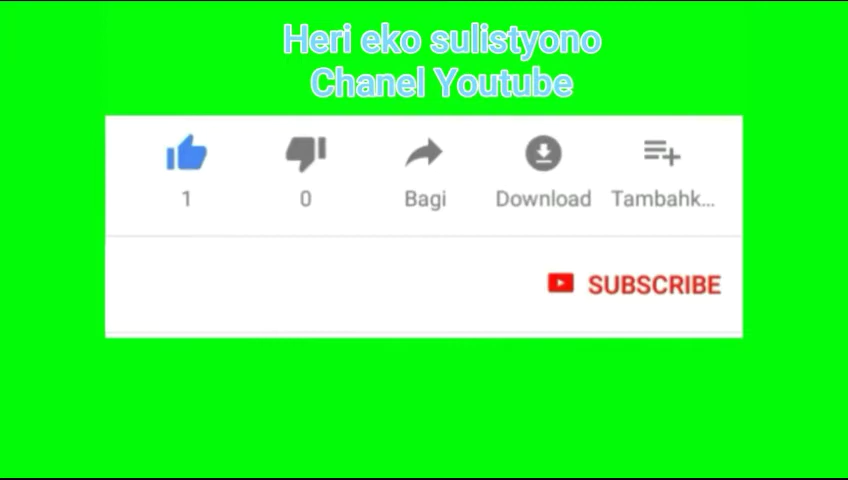 Heri eko sulistyono
Chanel Youtube
1 0 Bagi Download Tambahk...
SUBSCRIBE